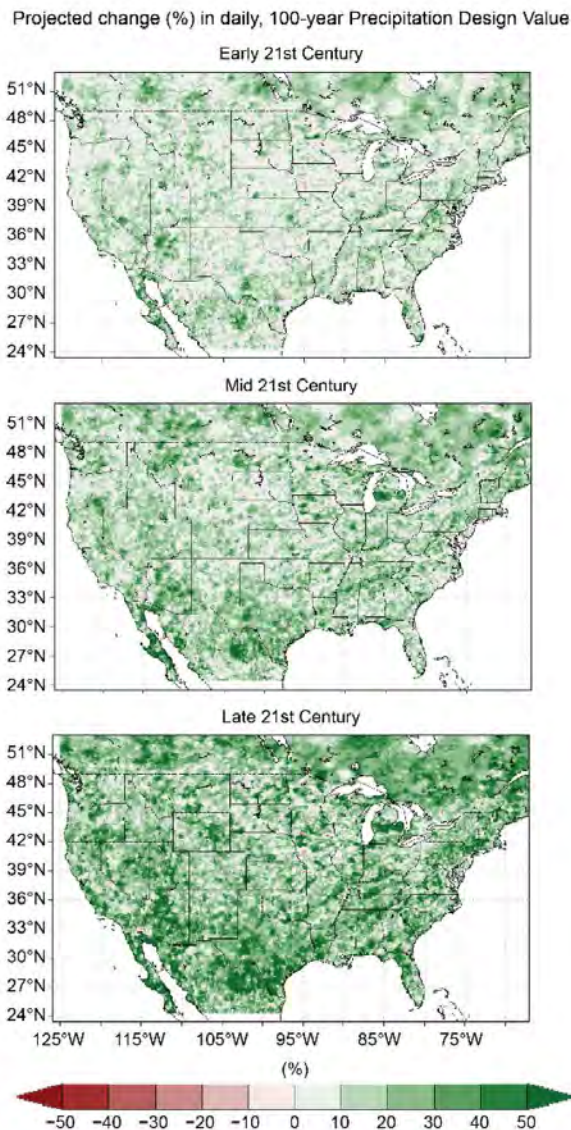 Projected change (%) in daily, 100-year Precipitation Design Value
Early 21st Century
51°N
48°N
45°N
42°N
39°N
36°N
33°N
30°N
27°N
24°N
Mid 21st Century
51°N
48°N
45°N
42°N
39°N
36°N
33°N
30°N
27°N
24°N
Late 21st Century
51°N
48°N
45°N
42°N
39°N
36°N
33°N
30°N
27°N
24°N
125°W 115°W 105°W 95°W 85°W 75°W
(%)
−50 −40 −30 −20 −10 0 10 20 30 40 50